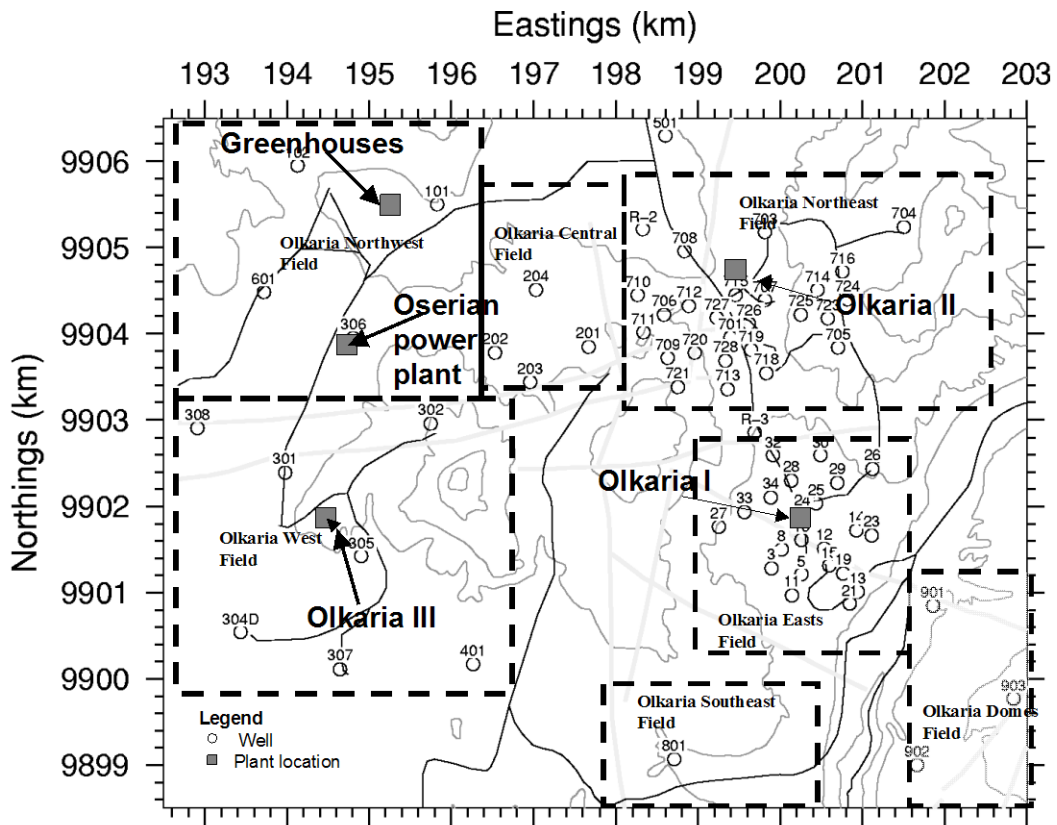 Eastings (km)
193 194 195 196 197 198 199 200 201 202 203
Northings (km)
9906
9905
9904
9903
9902
9901
9900
9899
Greenhouses
102
101
Olkaria Northwest
Field
601
306
Oserian
power
plant
Olkaria Central
Field
204
202
201
203
501
R-2
708
703
Olkaria Northeast
Field
704
716
714
724
710
706
712
727
707
725
723
Olkaria II
711
701
726
709
720
728
719
718
705
721
713
308
302
301
Olkaria West
Field
305
Olkaria III
304D
307
401
R-3
32
30
26
28
29
Olkaria I
34
25
33
24
27
14
23
8
12
3
5
15
19
11
13
21
Olkaria Easts
Field
901
903
Olkaria Domes
Field
902
Olkaria Southeast
Field
801
Legend
Well
Plant location